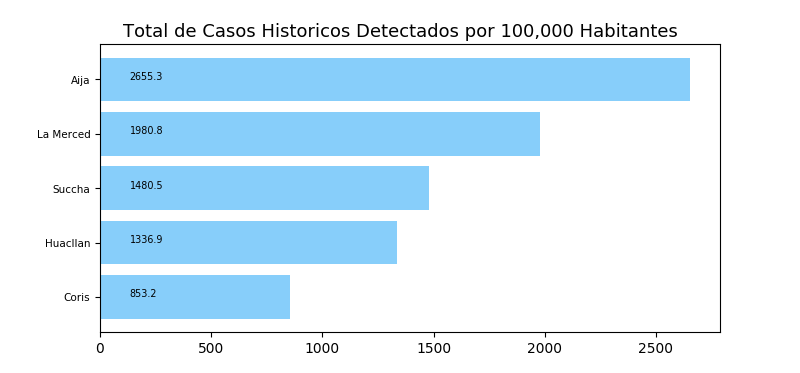 Total de Casos Historicos Detectados por 100,000 Habitantes
Aija 2655.3
La Merced 1980.8
Succha 1480.5
Huacllan 1336.9
Coris 853.2
0 500 1000 1500 2000 2500